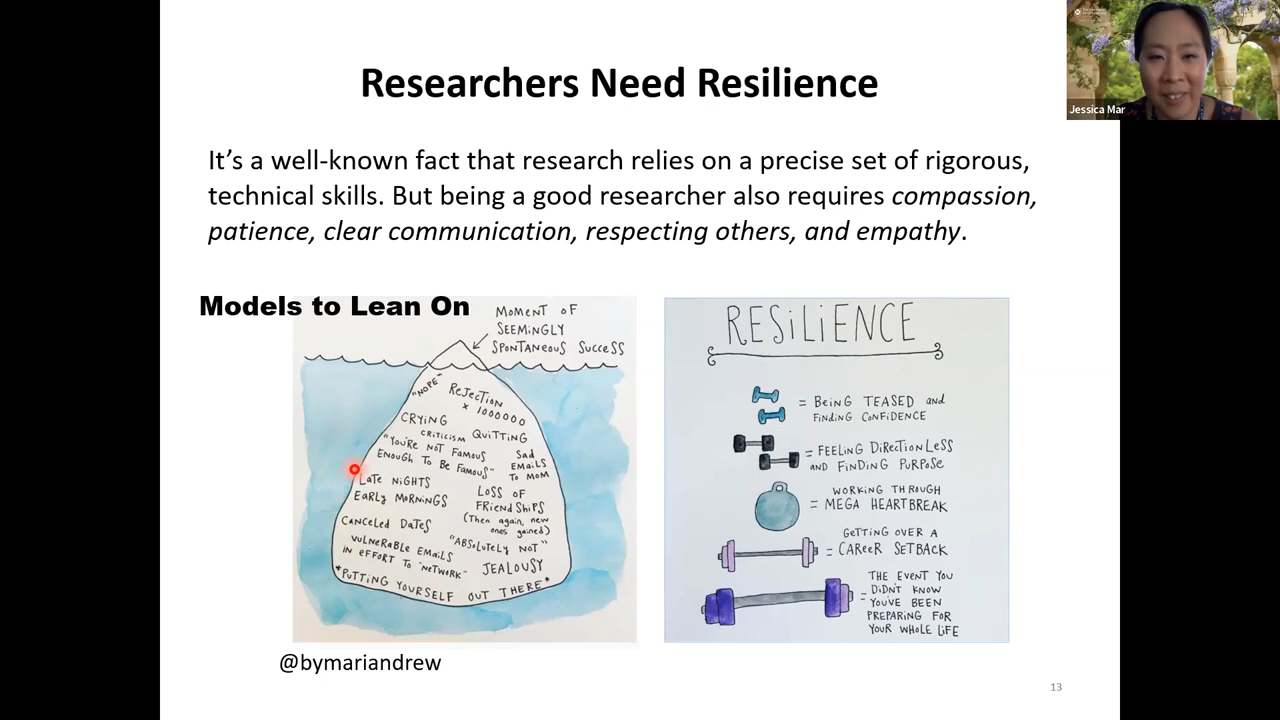 Researchers Need Resilience
Jessica Mar
It's a well-known fact that research relies on a precise set of rigorous,
technical skills. But being a good researcher also requires compassion,
patience, clear communication, respecting others, and empathy.
Models to Lean On
MOMENT OF
SEEMINGLY
SPONTANEOUS SUCCESS
"NOPE"
REJECTION
x 1000000
CRYING
CRITICISM
QUITTING
"YOU'RE NOT FAMOUS
ENOUGH TO BE FAMOUS"
SAD
EMAILS
TO MOM
LATE NIGHTS
EARLY MORNINGS
LOSS OF
FRIENDSHIPS
(Then again, new
ones gained)
CANCELED DATES
VULNERABLE EMAILS
IN EFFORT TO "NETWORK"
"ABSOLUTELY NOT"
JEALOUSY
*PUTTING YOURSELF OUT THERE*
@bymariandrew
RESILIENCE
= BEING TEASED and
FINDING CONFIDENCE
= FEELING DIRECTIONLESS
AND FINDING PURPOSE
WORKING THROUGH
= MEGA HEARTBREAK
GETTING OVER A
= CAREER SETBACK
THE EVENT YOU
= DIDN'T KNOW
YOU'VE BEEN
PREPARING FOR
YOUR WHOLE LIFE
13